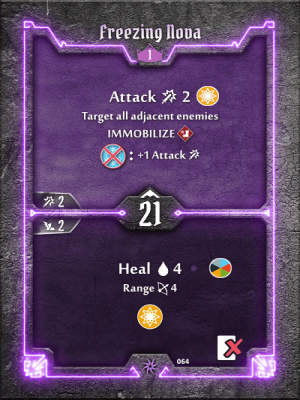 Freezing Nova
1
Attack 2
Target all adjacent enemies
IMMOBILIZE
: +1 Attack
2
21
2
Heal 4
Range 4
064